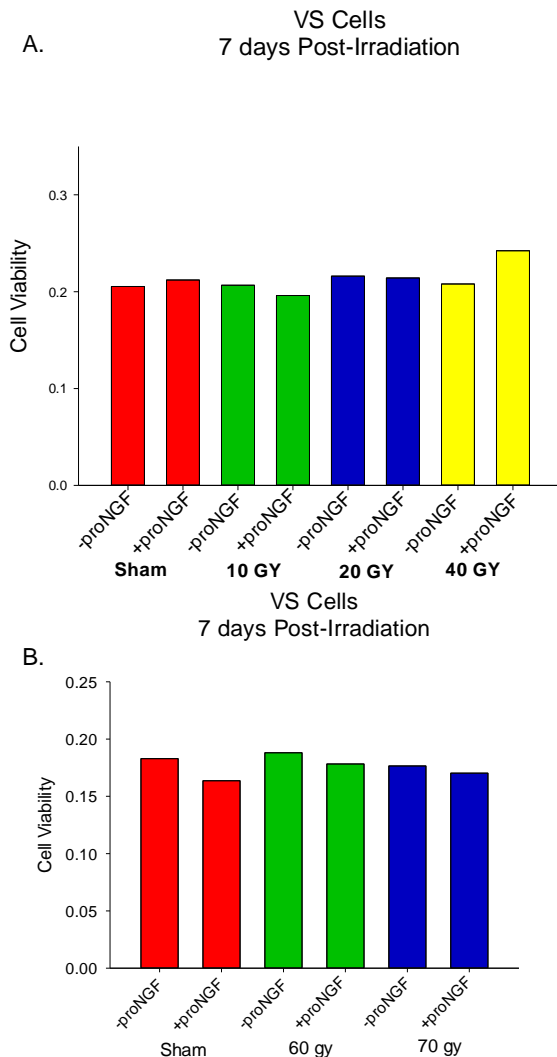 VS Cells
A.
7 days Post-Irradiation
Cell Viability
0.3
0.2
0.1
0.0
-proNGF +proNGF -proNGF +proNGF -proNGF +proNGF -proNGF +proNGF
Sham 10 GY 20 GY 40 GY
VS Cells
7 days Post-Irradiation
B.
Cell Viability
0.25
0.20
0.15
0.10
0.05
0.00
-proNGF +proNGF -proNGF +proNGF -proNGF +proNGF
Sham 60 gy 70 gy